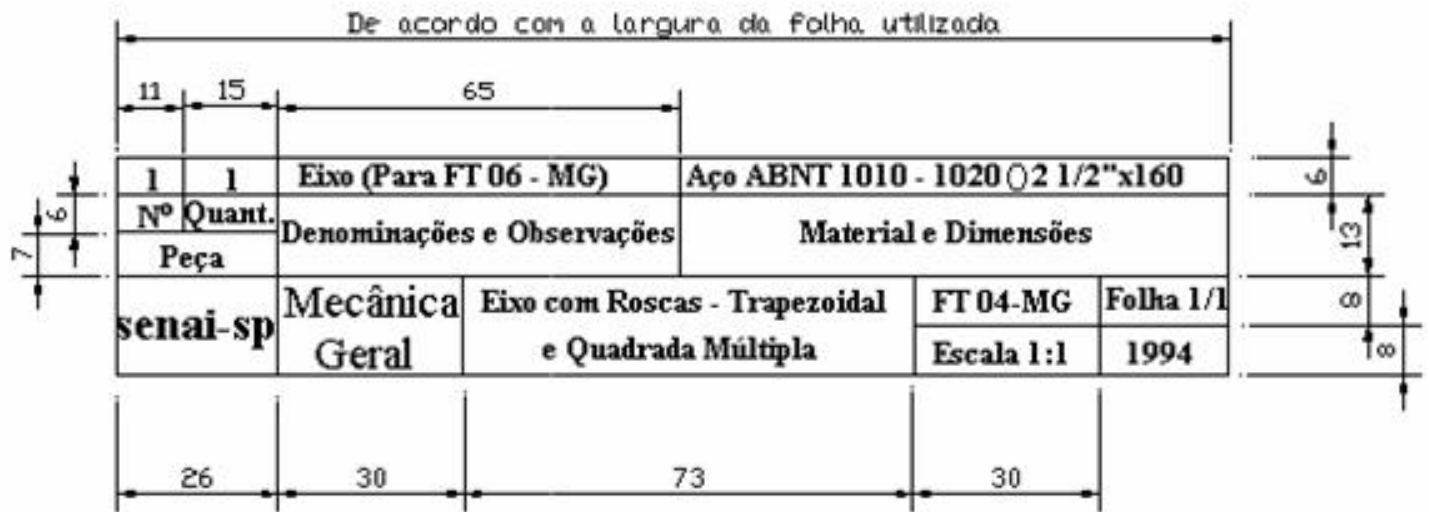 De acordo com a largura da folha utilizada
11 15 65
1 1 Eixo (Para FT 06 - MG) Aço ABNT 1010 - 1020 ⌀2 1/2"x160
6
Nº Quant. Denominações e Observações Material e Dimensões
6 13
Peça
7
senai-sp Mecânica Geral Eixo com Roscas - Trapezoidal e Quadrada Múltipla FT 04-MG Folha 1/1
8
Escala 1:1 1994
8
26 30 73 30